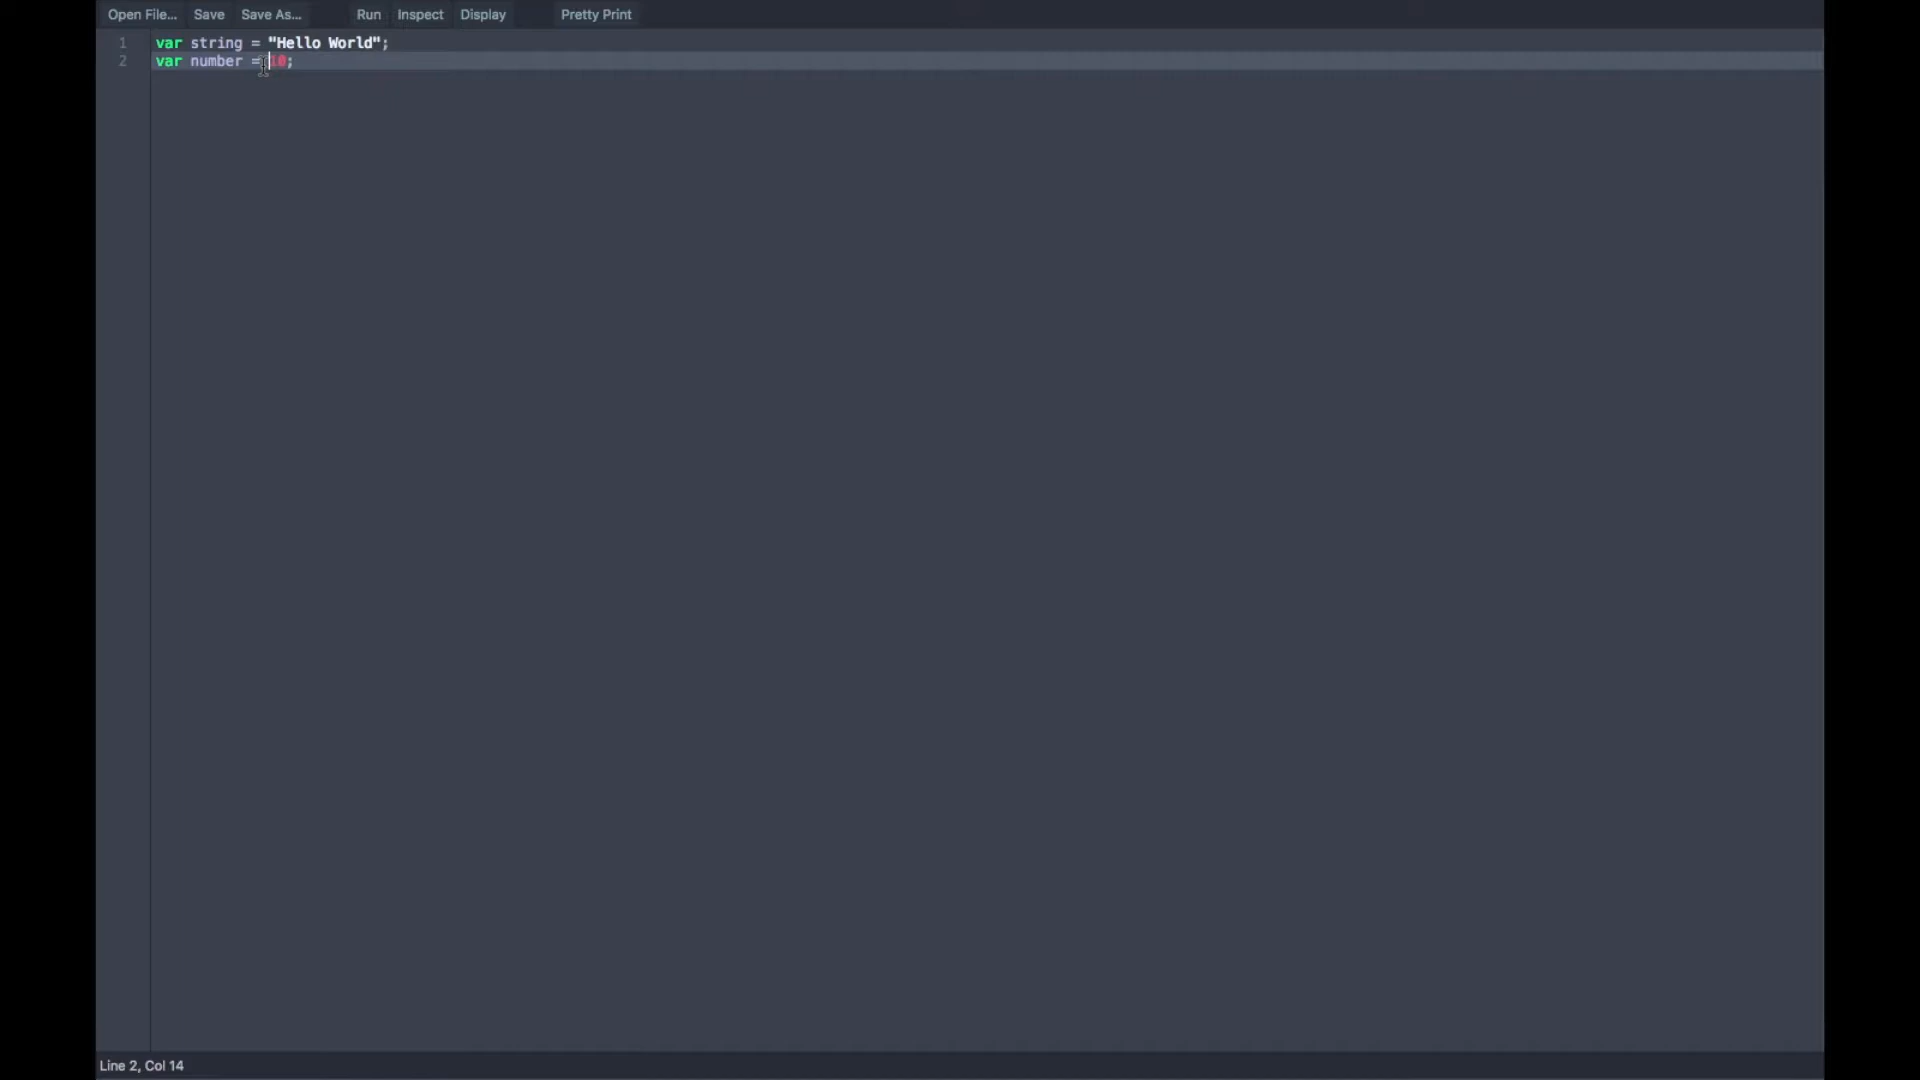 Open File... Save Save As... Run Inspect Display Pretty Print
1 var string = "Hello World";
2 var number = 10;
Line 2, Col 14